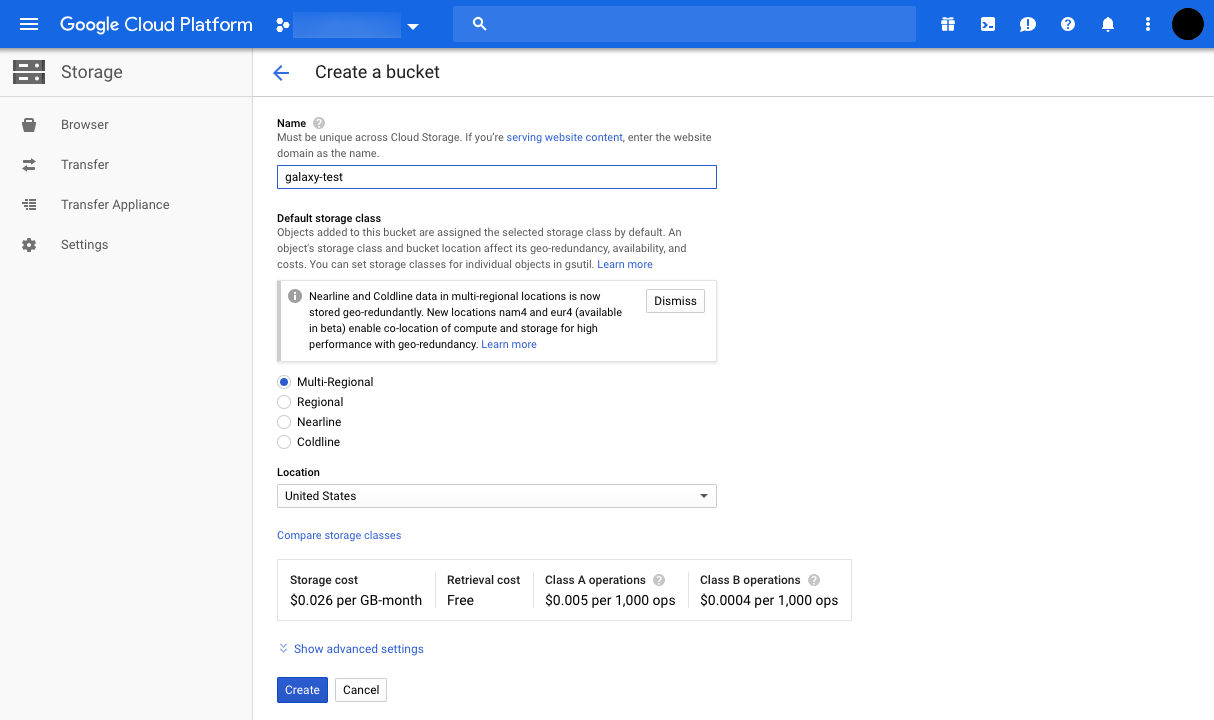 Google Cloud Platform
Storage
Create a bucket
Browser
Transfer
Transfer Appliance
Settings
Name
Must be unique across Cloud Storage. If you're serving website content, enter the website
domain as the name.
galaxy-test
Default storage class
Objects added to this bucket are assigned the selected storage class by default. An
object's storage class and bucket location affect its geo-redundancy, availability, and
costs. You can set storage classes for individual objects in gsutil. Learn more
Nearline and Coldline data in multi-regional locations is now
stored geo-redundantly. New locations nam4 and eur4 (available
in beta) enable co-location of compute and storage for high
performance with geo-redundancy. Learn more
Dismiss
Multi-Regional
Regional
Nearline
Coldline
Location
United States
Compare storage classes
Storage cost
$0.026 per GB-month
Retrieval cost
Free
Class A operations
$0.005 per 1,000 ops
Class B operations
$0.0004 per 1,000 ops
Show advanced settings
Create
Cancel